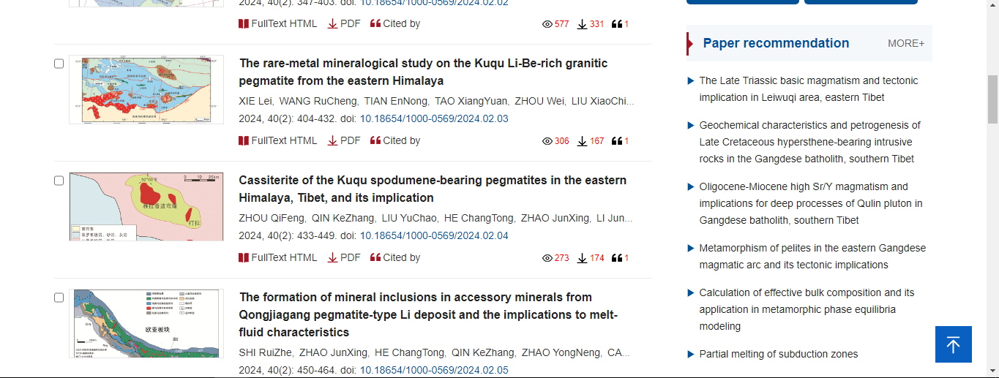 2024, 40(2): 347-403. doi: 10.18654/1000-0569/2024.02.02
FullText HTML PDF Cited by 577 331 1
The rare-metal mineralogical study on the Kuqu Li-Be-rich granitic
pegmatite from the eastern Himalaya
XIE Lei, WANG RuCheng, TIAN EnNong, TAO XiangYuan, ZHOU Wei, LIU XiaoChi...
2024, 40(2): 404-432. doi: 10.18654/1000-0569/2024.02.03
FullText HTML PDF Cited by 306 167 1
92°00′E
0 10 20km
雅拉香波穹窿
打拉
第四系
Cassiterite of the Kuqu spodumene-bearing pegmatites in the eastern
Himalaya, Tibet, and its implication
ZHOU QiFeng, QIN KeZhang, LIU YuChao, HE ChangTong, ZHAO JunXing, LI Jun...
2024, 40(2): 433-449. doi: 10.18654/1000-0569/2024.02.04
FullText HTML PDF Cited by 273 174 1
欧亚板块
The formation of mineral inclusions in accessory minerals from
Qongjiagang pegmatite-type Li deposit and the implications to melt-
fluid characteristics
SHI RuiZhe, ZHAO JunXing, HE ChangTong, QIN KeZhang, ZHAO YongNeng, CA...
2024, 40(2): 450-464. doi: 10.18654/1000-0569/2024.02.05
Paper recommendation MORE+
The Late Triassic basic magmatism and tectonic
implication in Leiwuqi area, eastern Tibet
Geochemical characteristics and petrogenesis of
Late Cretaceous hypersthene-bearing intrusive
rocks in the Gangdese batholith, southern Tibet
Oligocene-Miocene high Sr/Y magmatism and
implications for deep processes of Qulin pluton in
Gangdese batholith, southern Tibet
Metamorphism of pelites in the eastern Gangdese
magmatic arc and its tectonic implications
Calculation of effective bulk composition and its
application in metamorphic phase equilibria
modeling
Partial melting of subduction zones